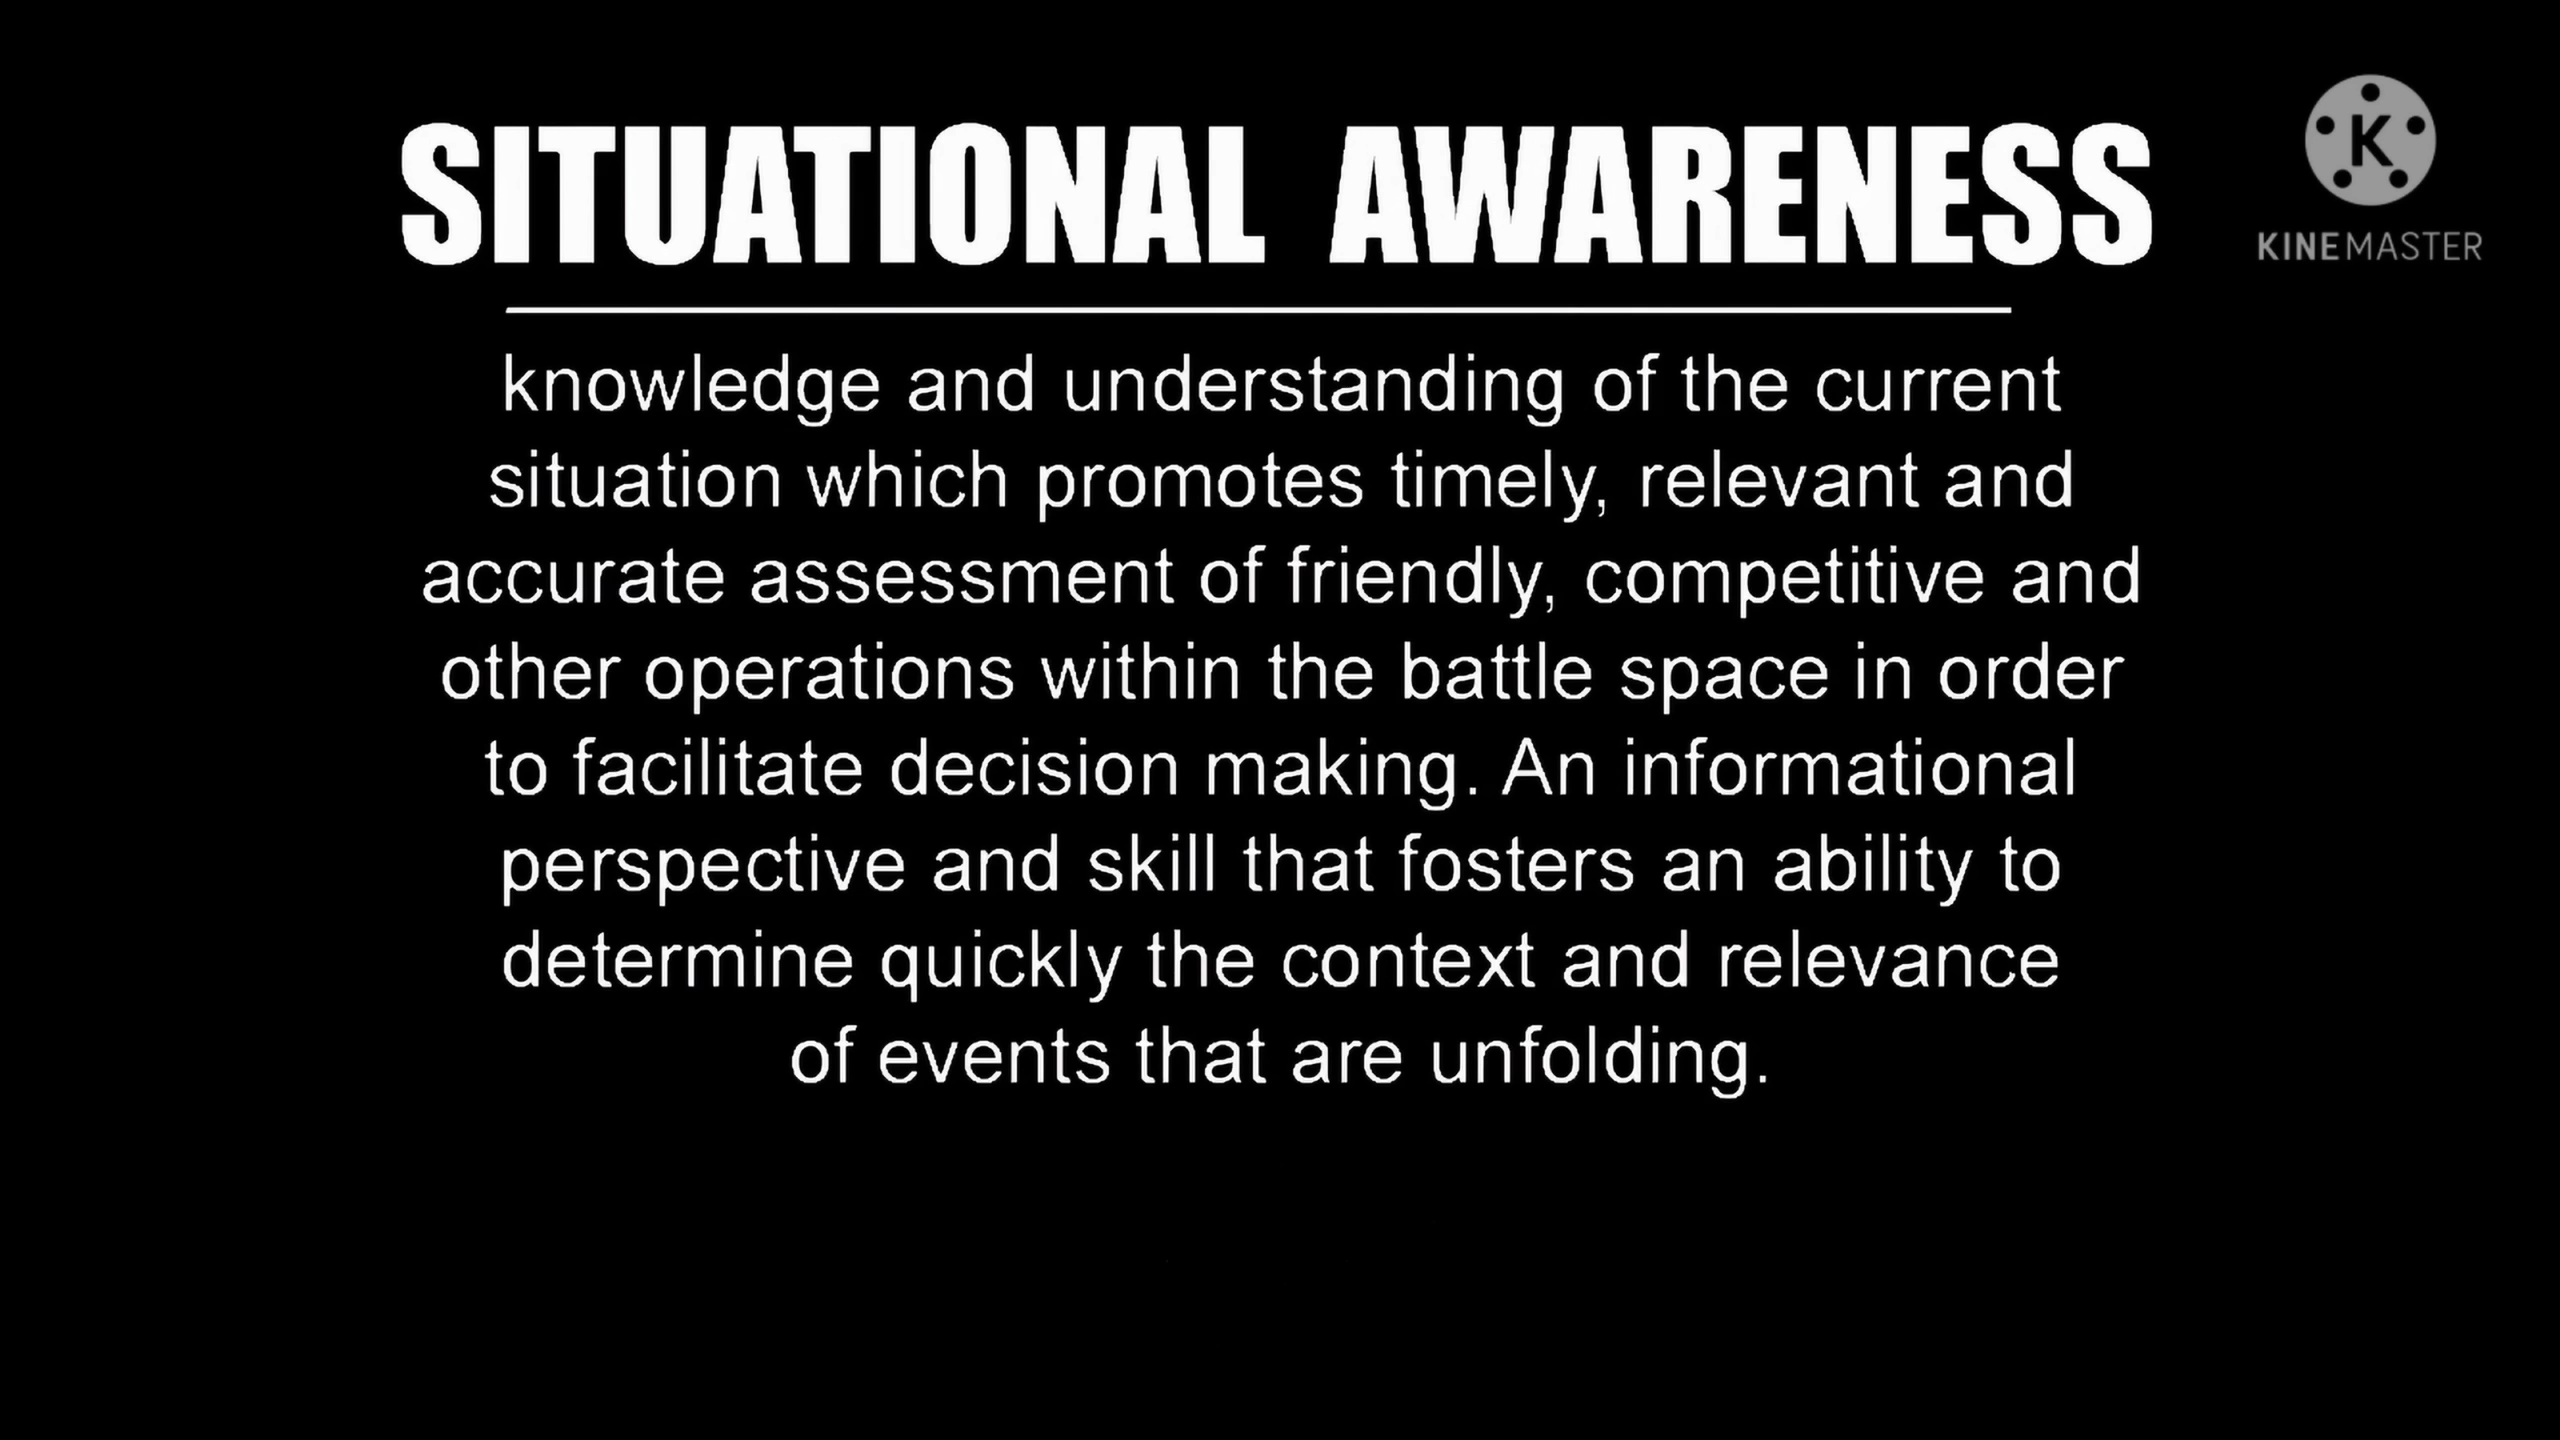 SITUATIONAL AWARENESS
K
KINEMASTER
knowledge and understanding of the current
situation which promotes timely, relevant and
accurate assessment of friendly, competitive and
other operations within the battle space in order
to facilitate decision making. An informational
perspective and skill that fosters an ability to
determine quickly the context and relevance
of events that are unfolding.